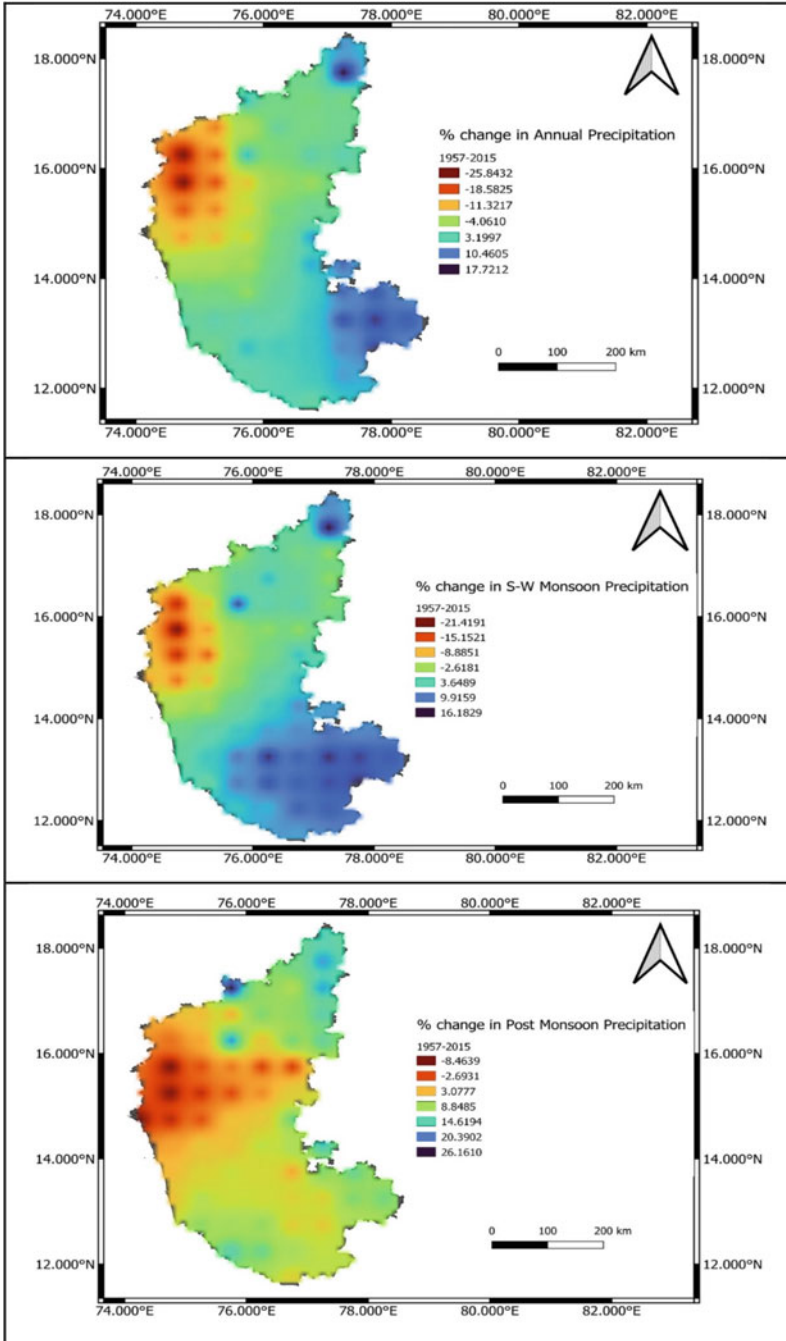 74.000°E 76.000°E 78.000°E 80.000°E 82.000°E
18.000°N 18.000°N
% change in Annual Precipitation
1957-2015
16.000°N -25.8432 16.000°N
-18.5825
-11.3217
-4.0610
3.1997
10.4605
17.7212
14.000°N 14.000°N
0 100 200 km
12.000°N 12.000°N
74.000°E 76.000°E 78.000°E 80.000°E 82.000°E
74.000°E 76.000°E 78.000°E 80.000°E 82.000°E
18.000°N 18.000°N
% change in S-W Monsoon Precipitation
1957-2015
16.000°N -21.4191 16.000°N
-15.1521
-8.8851
-2.6181
3.6489
9.9159
16.1829
14.000°N 14.000°N
0 100 200 km
12.000°N 12.000°N
74.000°E 76.000°E 78.000°E 80.000°E 82.000°E
74.000°E 76.000°E 78.000°E 80.000°E 82.000°E
18.000°N 18.000°N
% change in Post Monsoon Precipitation
1957-2015
16.000°N -8.4639 16.000°N
-2.6931
3.0777
8.8485
14.6194
20.3902
26.1610
14.000°N 14.000°N
0 100 200 km
12.000°N 12.000°N
74.000°E 76.000°E 78.000°E 80.000°E 82.000°E